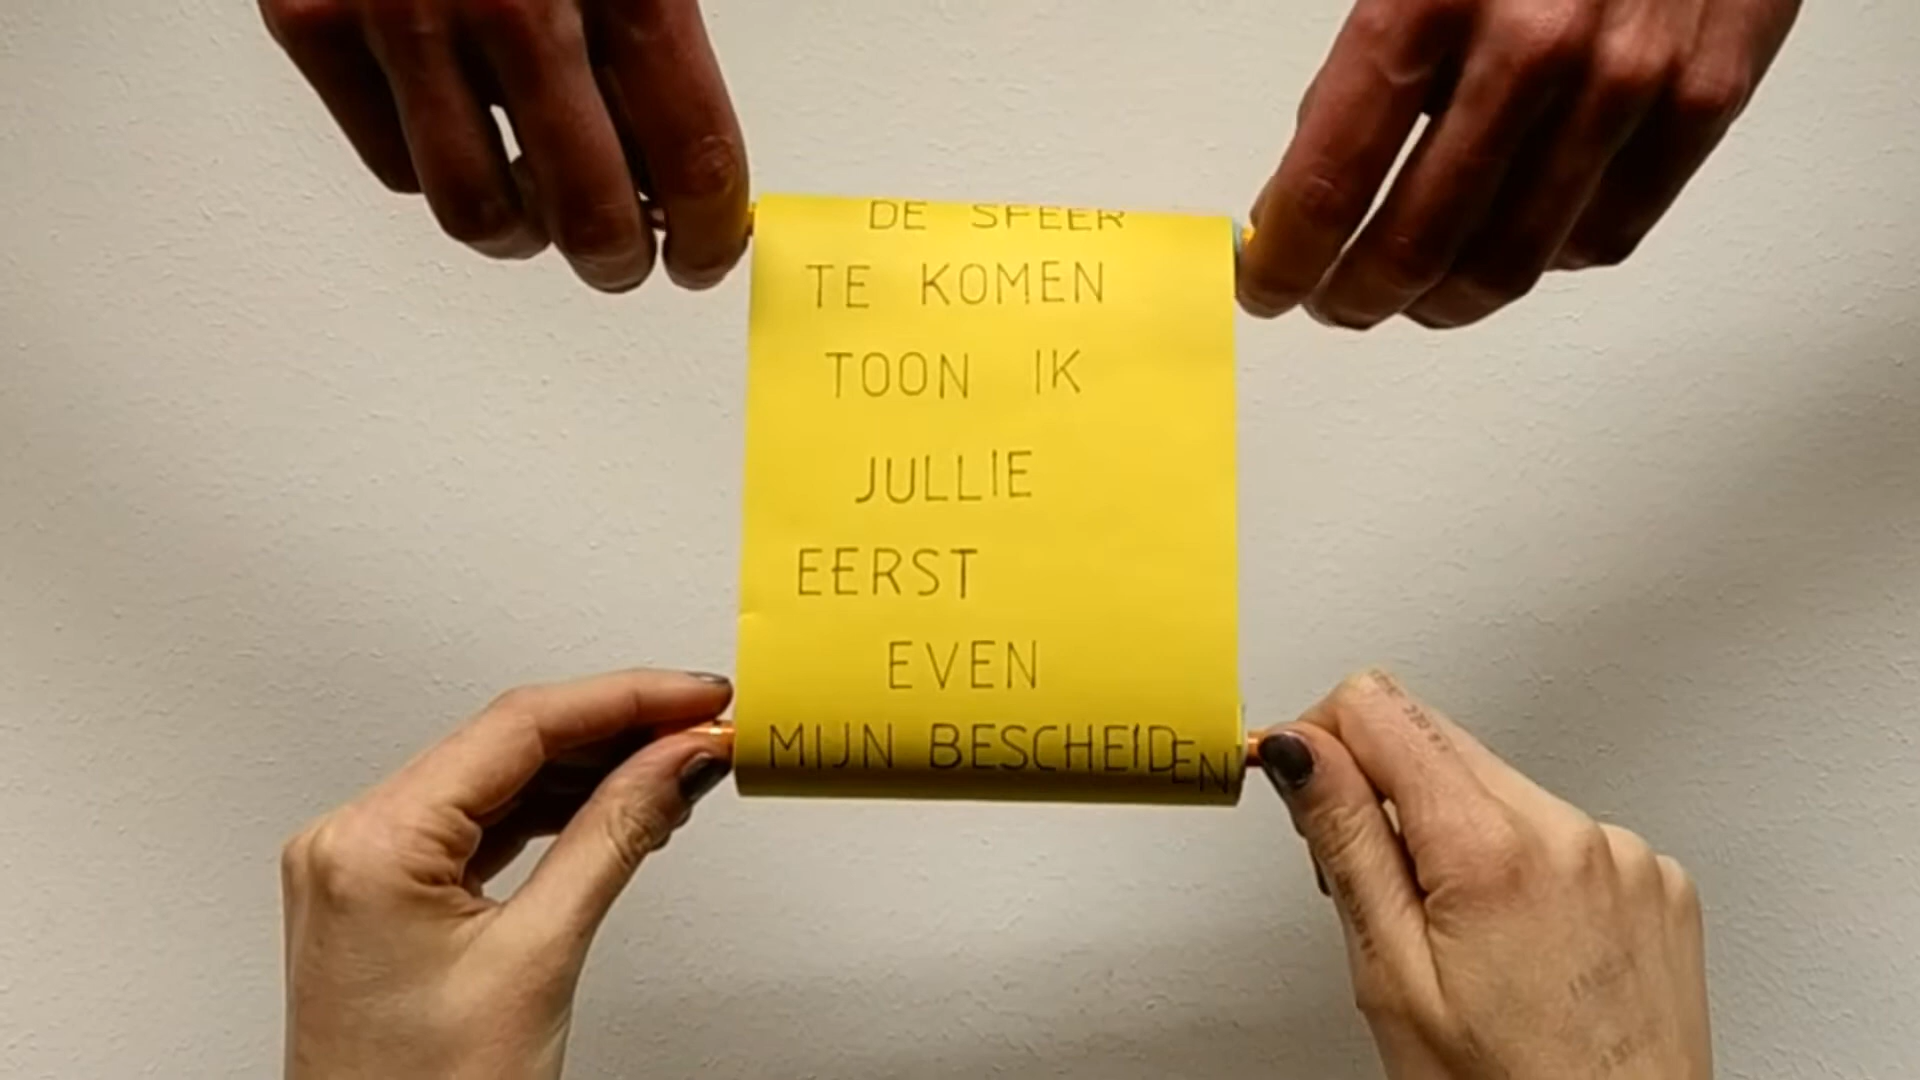 DE SFEER
TE KOMEN
TOON IK
JULLIE
EERST
EVEN
MIJN BESCHEIDEN